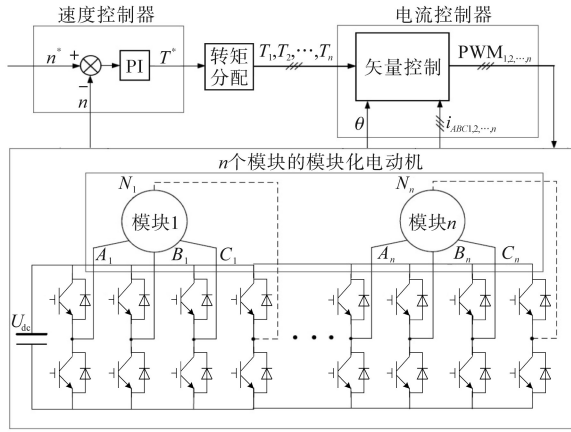 速度控制器
电流控制器
n* + PI T* 转矩分配 T₁,T₂,⋯,Tₙ 矢量控制 PWM₁,₂,⋯,ₙ
−
n
θ
i_ABC1,2,⋯,n
n个模块的模块化电动机
N₁ Nₙ
模块1 模块n
A₁ B₁ C₁ Aₙ Bₙ Cₙ
U_dc
• • •